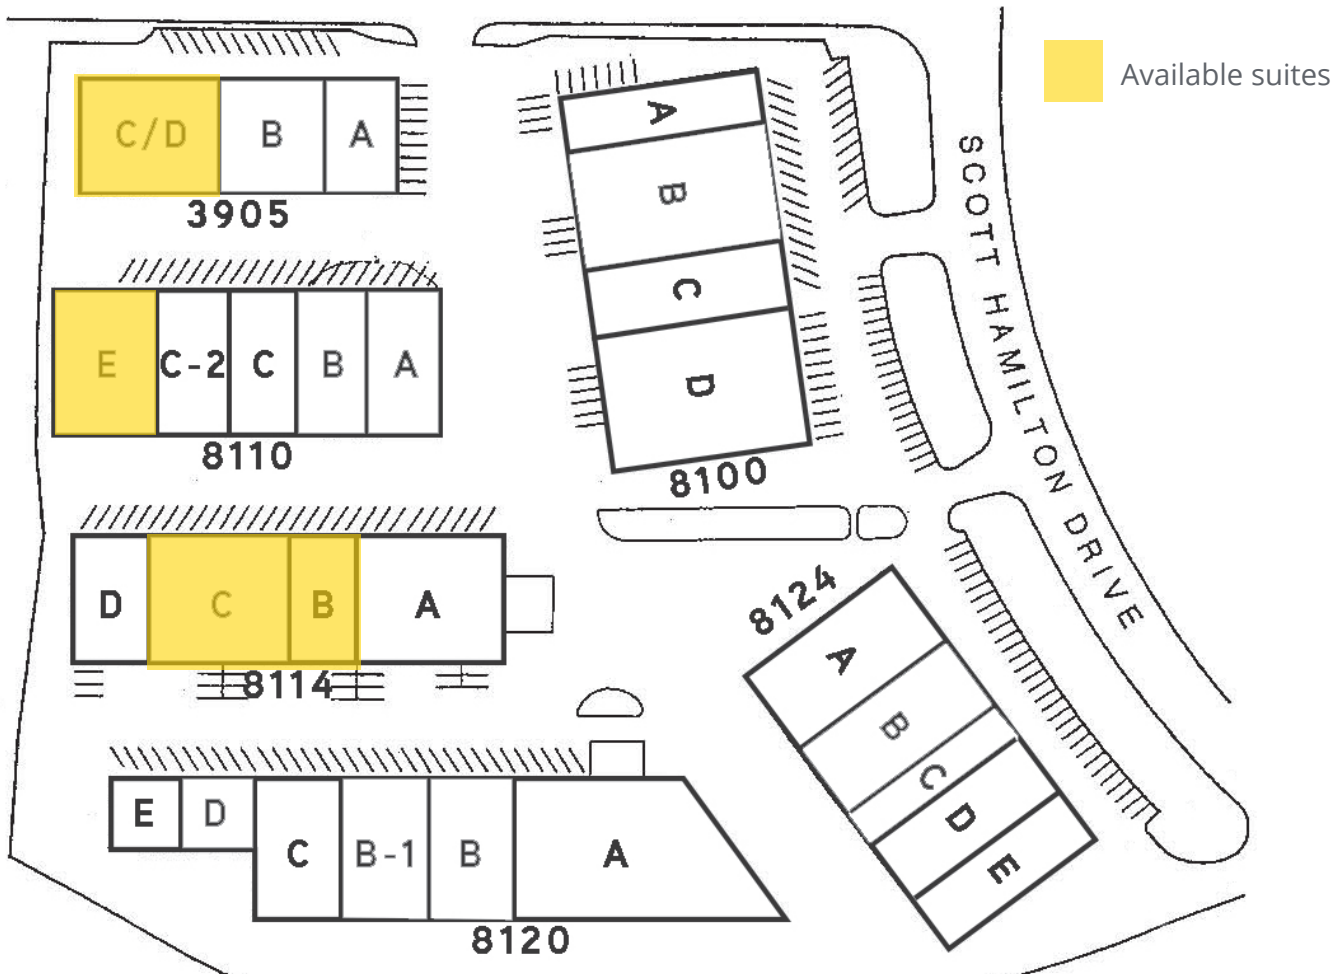 Available suites
C/D B A
3905
E C-2 C B A
8110
D C B A
8114
E D C B-1 B A
8120
A
B
C
D
8100
8124
A
B
C
D
E
SCOTT HAMILTON DRIVE